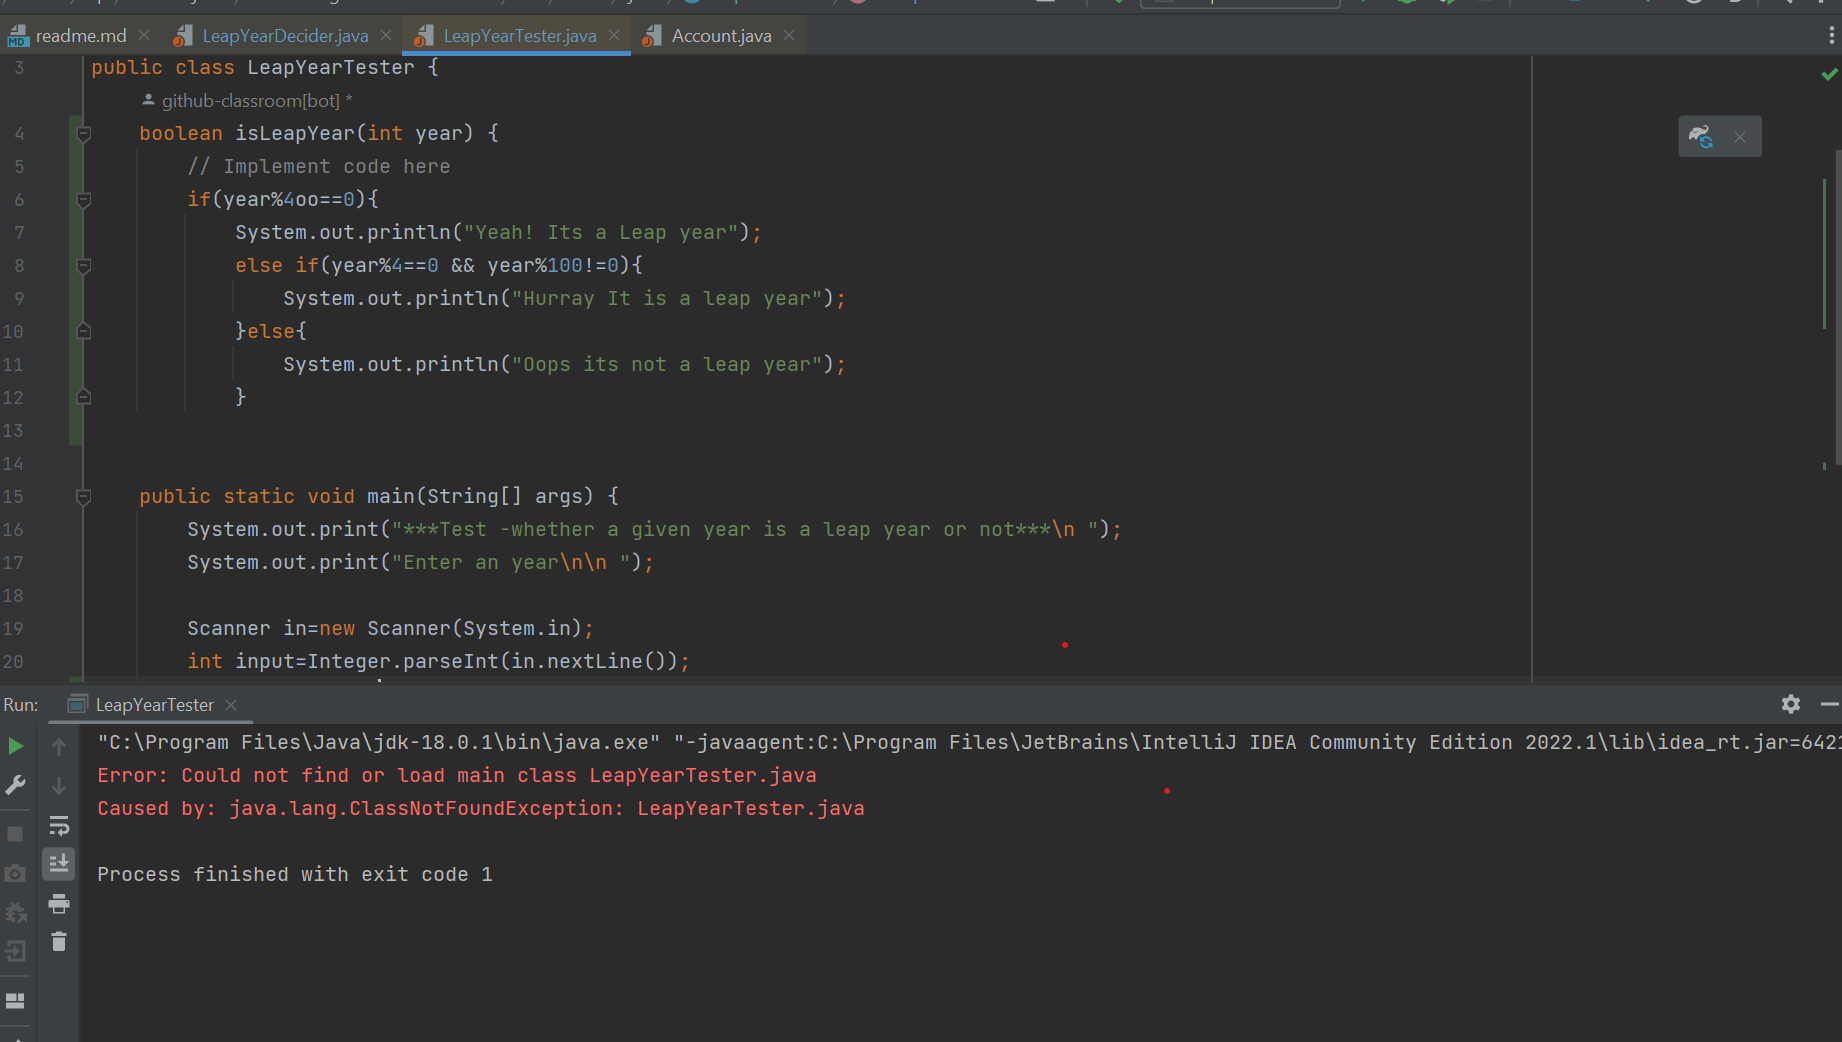 readme.md LeapYearDecider.java LeapYearTester.java Account.java
3 public class LeapYearTester {
github-classroom[bot] *
4 boolean isLeapYear(int year) {
5 // Implement code here
6 if(year%4oo==0){
7 System.out.println("Yeah! Its a Leap year");
8 else if(year%4==0 && year%100!=0){
9 System.out.println("Hurray It is a leap year");
10 }else{
11 System.out.println("Oops its not a leap year");
12 }
13
14
15 public static void main(String[] args) {
16 System.out.print("***Test -whether a given year is a leap year or not***\n ");
17 System.out.print("Enter an year\n\n ");
18
19 Scanner in=new Scanner(System.in);
20 int input=Integer.parseInt(in.nextLine());
Run: LeapYearTester
"C:\Program Files\Java\jdk-18.0.1\bin\java.exe" "-javaagent:C:\Program Files\JetBrains\IntelliJ IDEA Community Edition 2022.1\lib\idea_rt.jar=6421
Error: Could not find or load main class LeapYearTester.java
Caused by: java.lang.ClassNotFoundException: LeapYearTester.java
Process finished with exit code 1